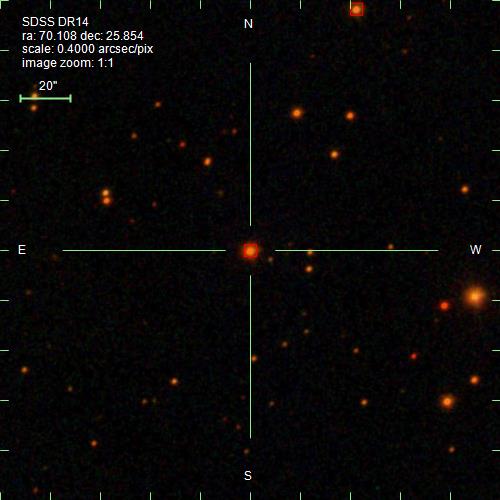 SDSS DR14
ra: 70.108 dec: 25.854
scale: 0.4000 arcsec/pix
image zoom: 1:1
20"
N
E
W
S